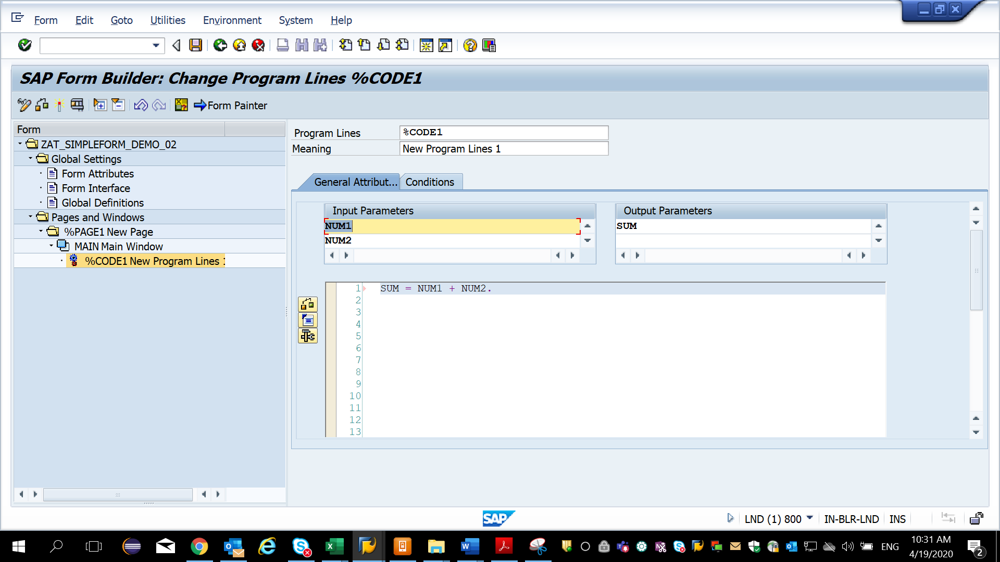 Form Edit Goto Utilities Environment System Help
SAP Form Builder: Change Program Lines %CODE1
Form Painter
Form
ZAT_SIMPLEFORM_DEMO_02
Global Settings
Form Attributes
Form Interface
Global Definitions
Pages and Windows
%PAGE1 New Page
MAIN Main Window
%CODE1 New Program Lines 1
Program Lines %CODE1
Meaning New Program Lines 1
General Attribut... Conditions
Input Parameters Output Parameters
NUM1 SUM
NUM2
1 SUM = NUM1 + NUM2.
2
3
4
5
6
7
8
9
10
11
12
13
SAP LND (1) 800 IN-BLR-LND INS
ENG 10:31 AM
4/19/2020 2